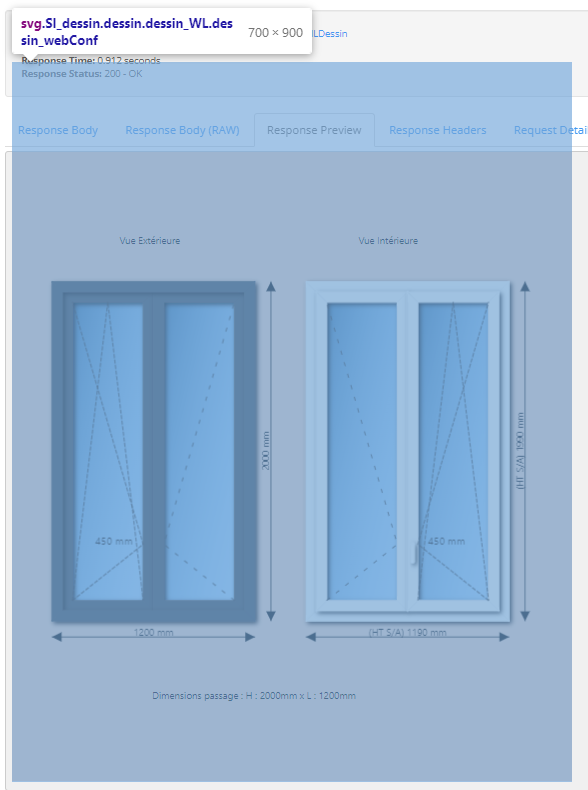 svg.SI_dessin.dessin.dessin_WL.des
sin_webConf
700 × 900
LDessin
Response Time: 0.912 seconds
Response Status: 200 - OK
Response Body
Response Body (RAW)
Response Preview
Response Headers
Request Detai
Vue Extérieure
Vue Intérieure
2000 mm
(HT S/A) 1990 mm
450 mm
450 mm
1200 mm
(HT S/A) 1190 mm
Dimensions passage : H : 2000mm x L : 1200mm